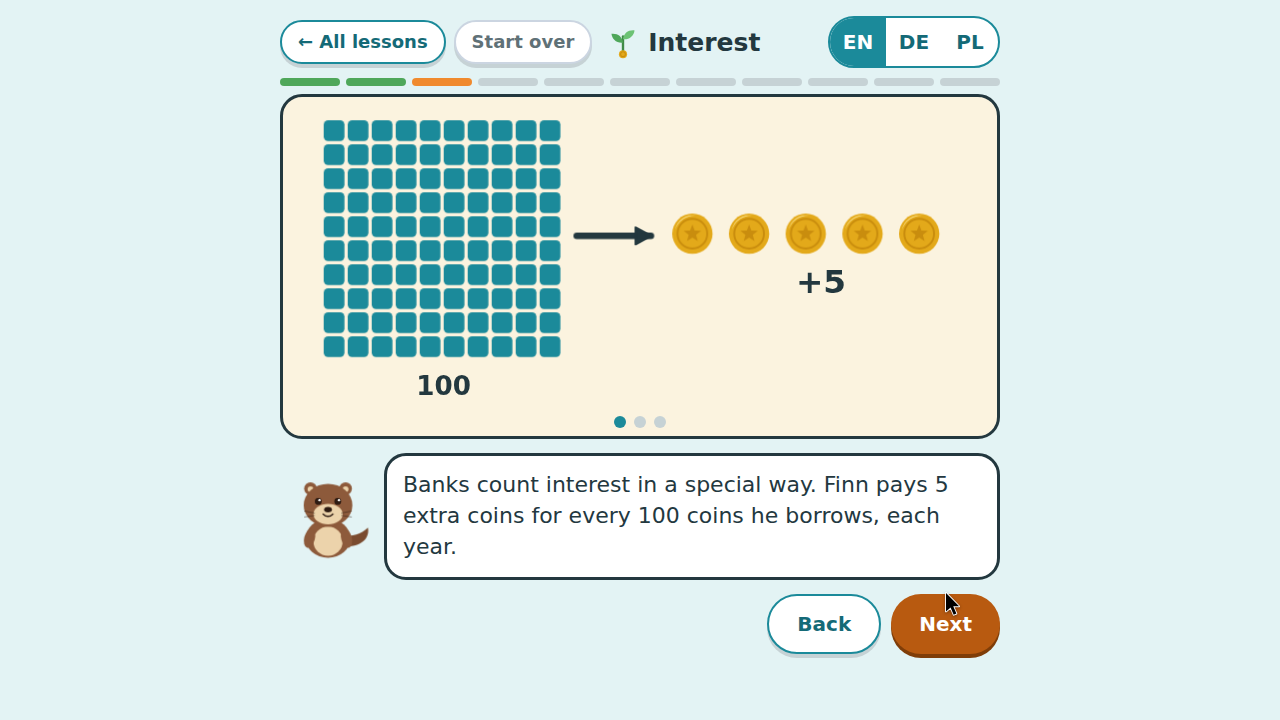 ← All lessons
Start over
Interest
EN DE PL
100
+5
Banks count interest in a special way. Finn pays 5
extra coins for every 100 coins he borrows, each
year.
Back
Next